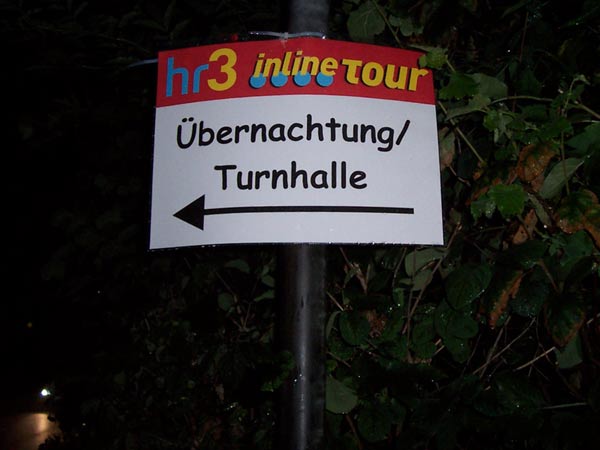 hr3 inline tour
Übernachtung/
Turnhalle